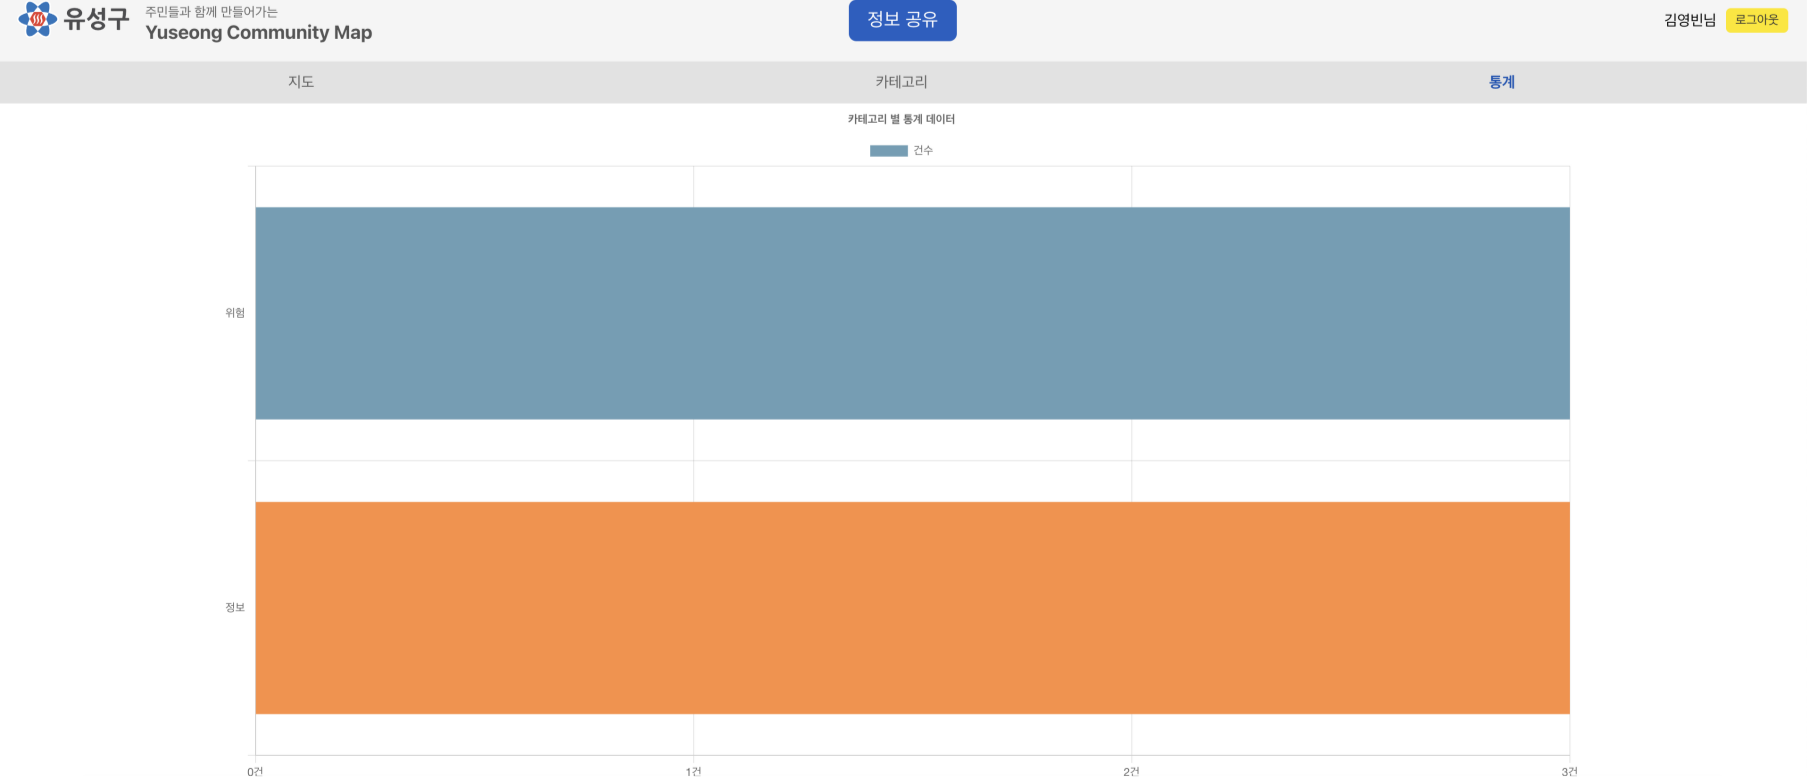 유성구
주민들과 함께 만들어가는
Yuseong Community Map
정보 공유
김영빈님
로그아웃
지도
카테고리
통계
카테고리 별 통계 데이터
건수
위험
정보
0건
1건
2건
3건